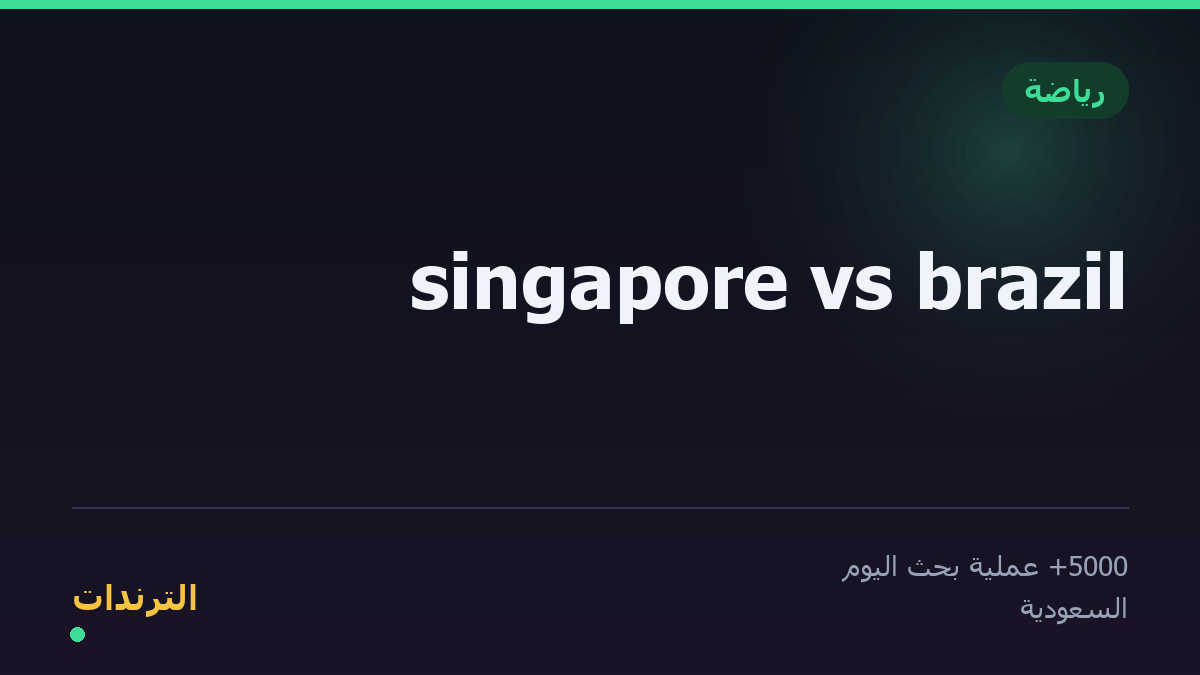 رياضة
singapore vs brazil
5000+ عملية بحث اليوم
السعودية
الترندات